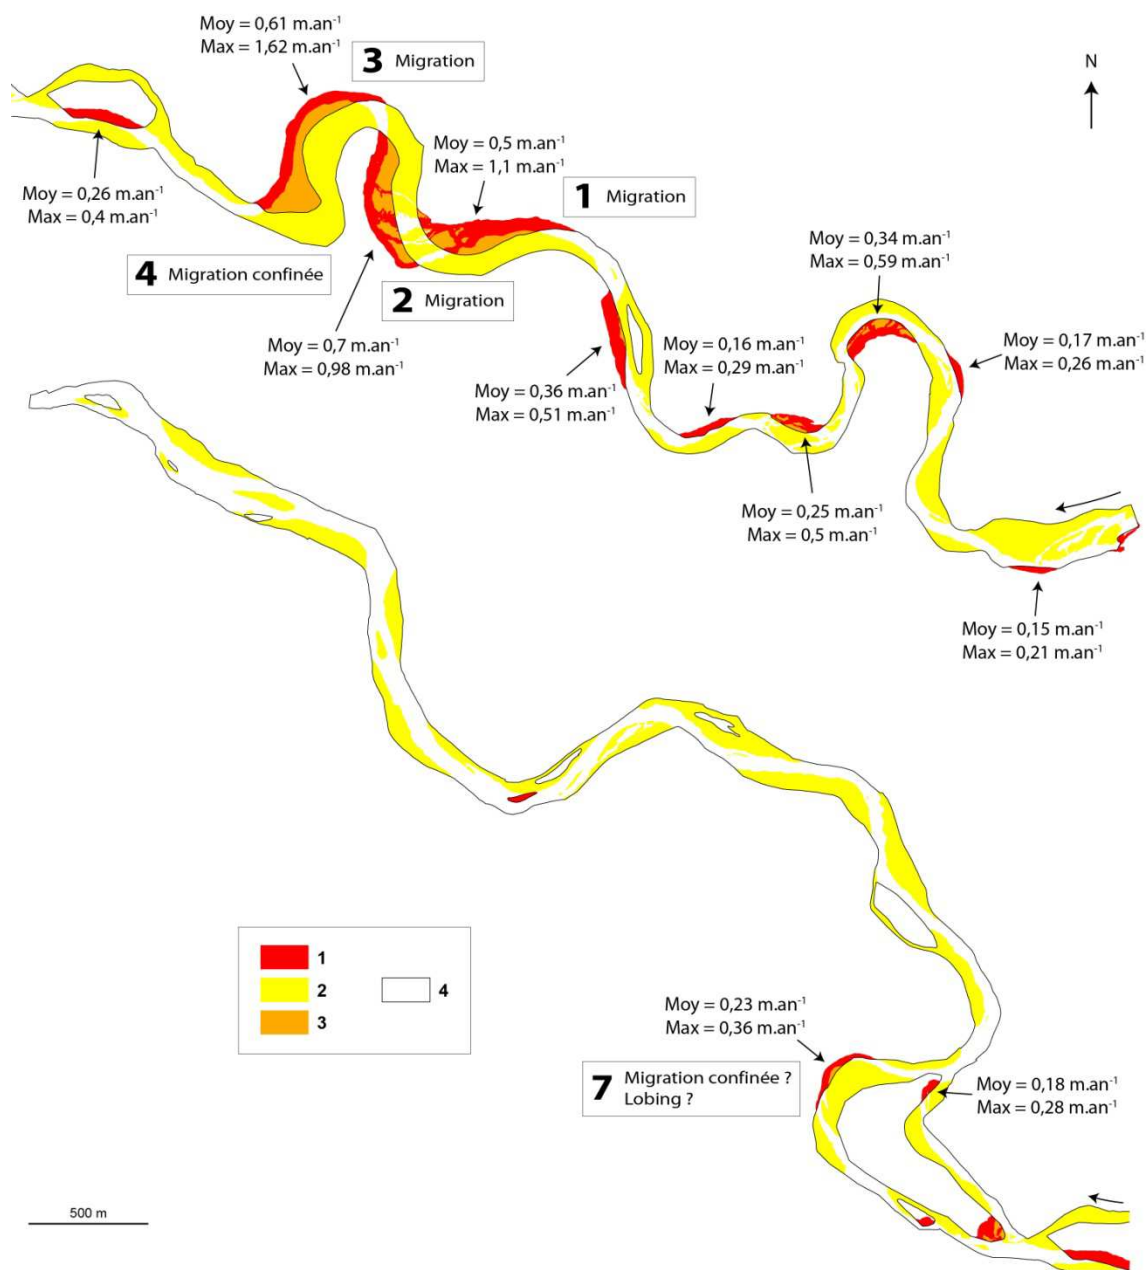 Moy = 0,61 m.an⁻¹
Max = 1,62 m.an⁻¹
3 Migration
N
Moy = 0,5 m.an⁻¹
Max = 1,1 m.an⁻¹
Moy = 0,26 m.an⁻¹
Max = 0,4 m.an⁻¹
1 Migration
4 Migration confinée
2 Migration
Moy = 0,34 m.an⁻¹
Max = 0,59 m.an⁻¹
Moy = 0,7 m.an⁻¹
Max = 0,98 m.an⁻¹
Moy = 0,16 m.an⁻¹
Max = 0,29 m.an⁻¹
Moy = 0,17 m.an⁻¹
Max = 0,26 m.an⁻¹
Moy = 0,36 m.an⁻¹
Max = 0,51 m.an⁻¹
Moy = 0,25 m.an⁻¹
Max = 0,5 m.an⁻¹
Moy = 0,15 m.an⁻¹
Max = 0,21 m.an⁻¹
1
2
3
4
Moy = 0,23 m.an⁻¹
Max = 0,36 m.an⁻¹
7 Migration confinée ?
Lobing ?
Moy = 0,18 m.an⁻¹
Max = 0,28 m.an⁻¹
500 m